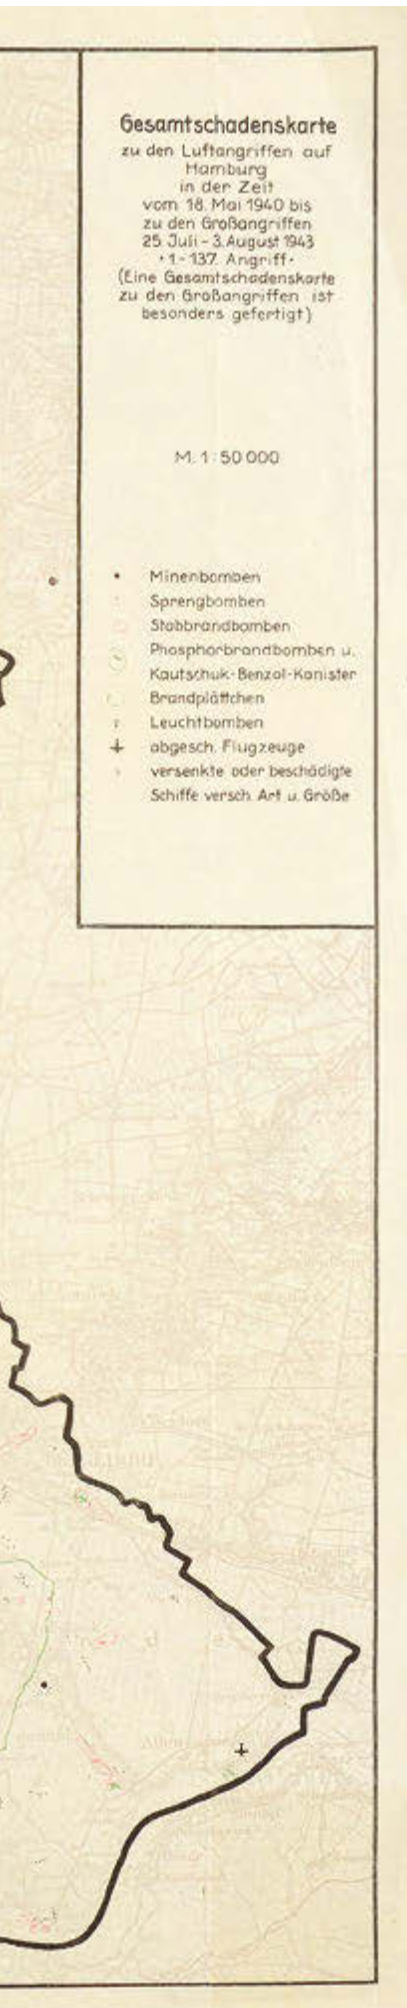 Gesamtschadenskarte
zu den Luftangriffen auf
Hamburg
in der Zeit
vom 18. Mai 1940 bis
zu den Großangriffen
25. Juli - 3. August 1943
· 1 - 137. Angriff ·
(Eine Gesamtschadenskarte
zu den Großangriffen ist
besonders gefertigt)
M. 1 : 50 000
Minenbomben
Sprengbomben
Stabbrandbomben
Phosphorbrandbomben u.
Kautschuk-Benzol-Kanister
Brandplättchen
Leuchtbomben
abgesch. Flugzeuge
versenkte oder beschädigte
Schiffe versch. Art u. Größe